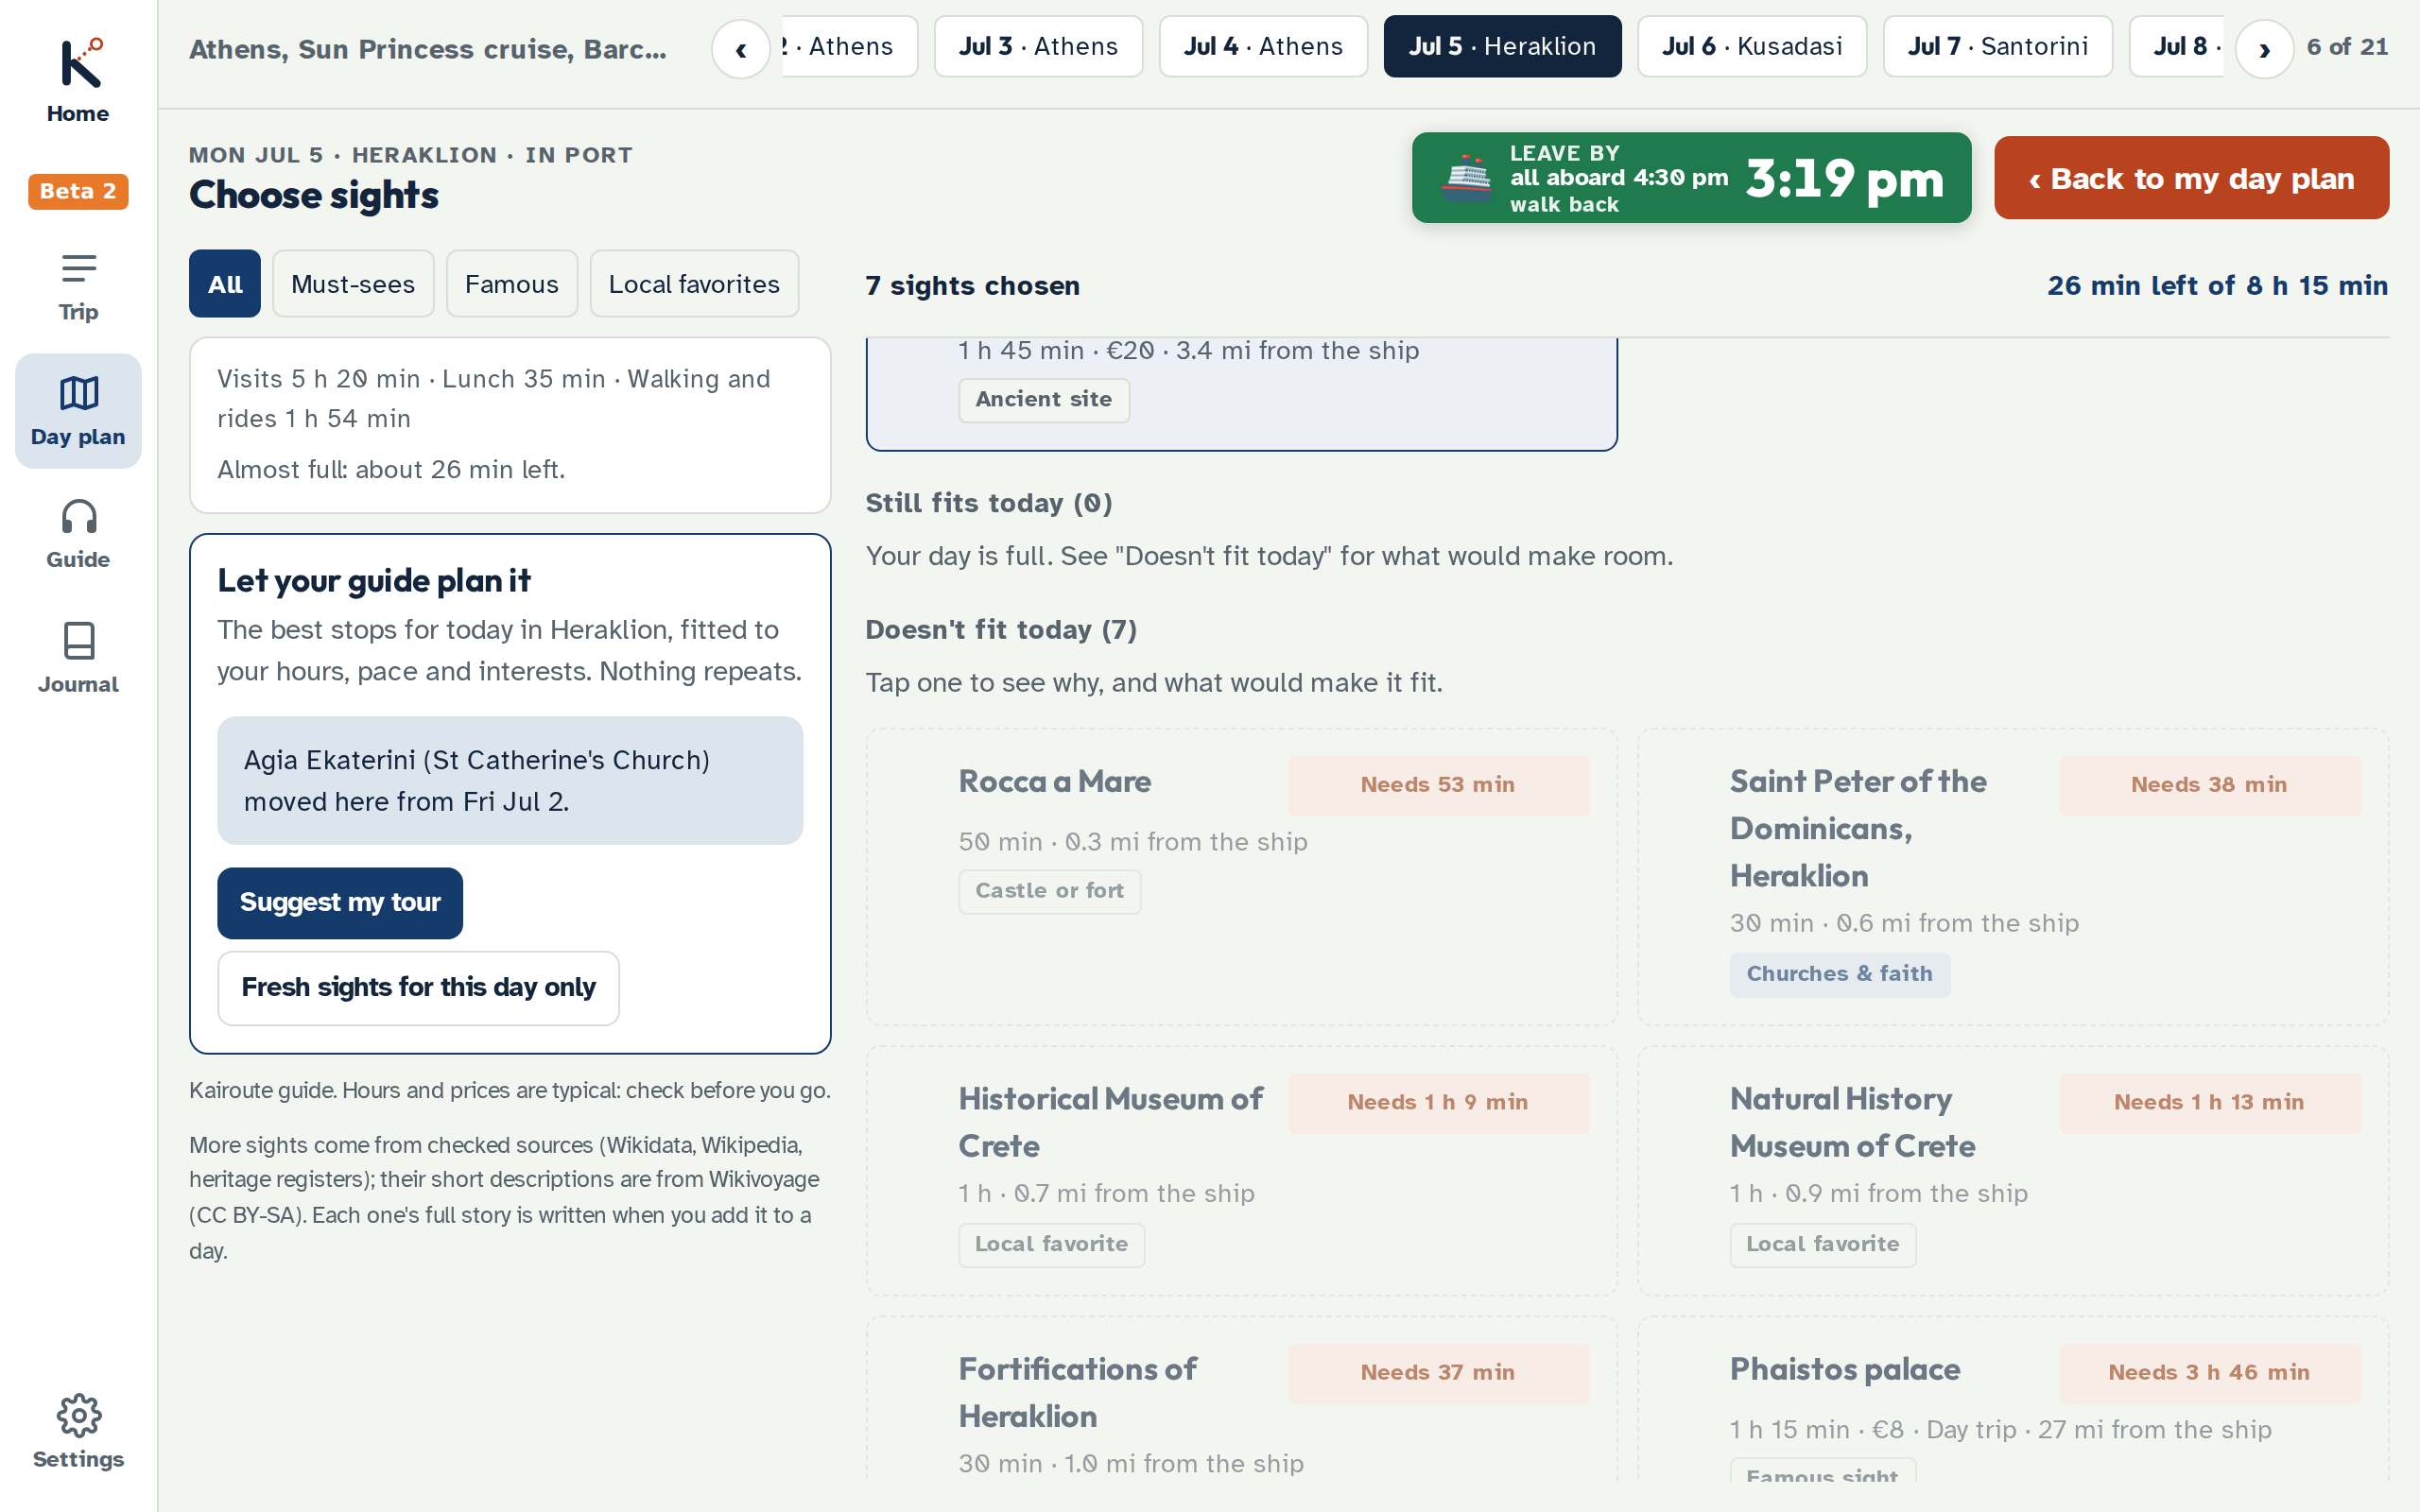 Athens, Sun Princess cruise, Barc...
‹
2 · Athens
Jul 3 · Athens
Jul 4 · Athens
Jul 5 · Heraklion
Jul 6 · Kusadasi
Jul 7 · Santorini
Jul 8 ·
›
6 of 21
Home
Beta 2
Trip
Day plan
Guide
Journal
Settings
MON JUL 5 · HERAKLION · IN PORT
Choose sights
LEAVE BY
all aboard 4:30 pm
walk back
3:19 pm
‹ Back to my day plan
All
Must-sees
Famous
Local favorites
Visits 5 h 20 min · Lunch 35 min · Walking and
rides 1 h 54 min
Almost full: about 26 min left.
Let your guide plan it
The best stops for today in Heraklion, fitted to
your hours, pace and interests. Nothing repeats.
Agia Ekaterini (St Catherine's Church)
moved here from Fri Jul 2.
Suggest my tour
Fresh sights for this day only
Kairoute guide. Hours and prices are typical: check before you go.
More sights come from checked sources (Wikidata, Wikipedia,
heritage registers); their short descriptions are from Wikivoyage
(CC BY-SA). Each one's full story is written when you add it to a
day.
7 sights chosen
26 min left of 8 h 15 min
1 h 45 min · €20 · 3.4 mi from the ship
Ancient site
Still fits today (0)
Your day is full. See "Doesn't fit today" for what would make room.
Doesn't fit today (7)
Tap one to see why, and what would make it fit.
Rocca a Mare
Needs 53 min
50 min · 0.3 mi from the ship
Castle or fort
Saint Peter of the
Dominicans,
Heraklion
Needs 38 min
30 min · 0.6 mi from the ship
Churches & faith
Historical Museum of
Crete
Needs 1 h 9 min
1 h · 0.7 mi from the ship
Local favorite
Natural History
Museum of Crete
Needs 1 h 13 min
1 h · 0.9 mi from the ship
Local favorite
Fortifications of
Heraklion
Needs 37 min
30 min · 1.0 mi from the ship
Phaistos palace
Needs 3 h 46 min
1 h 15 min · €8 · Day trip · 27 mi from the ship
Famous sight